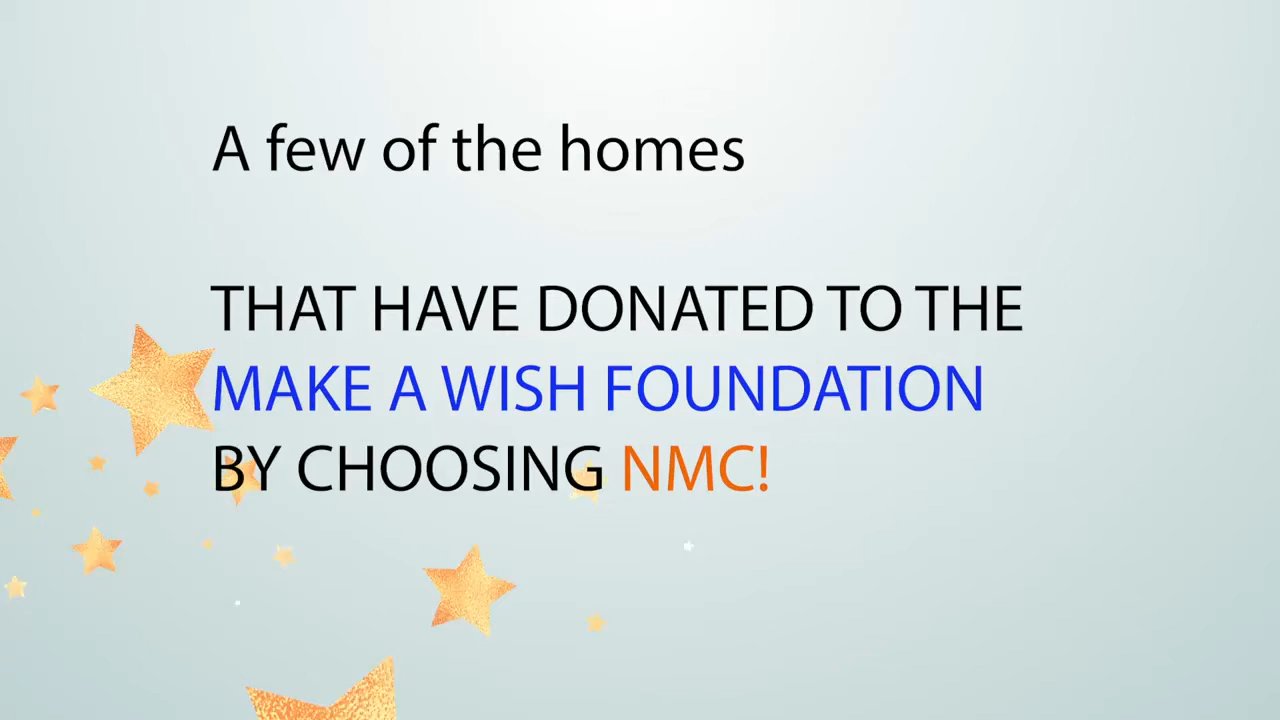 A few of the homes
THAT HAVE DONATED TO THE
MAKE A WISH FOUNDATION
BY CHOOSING NMC!